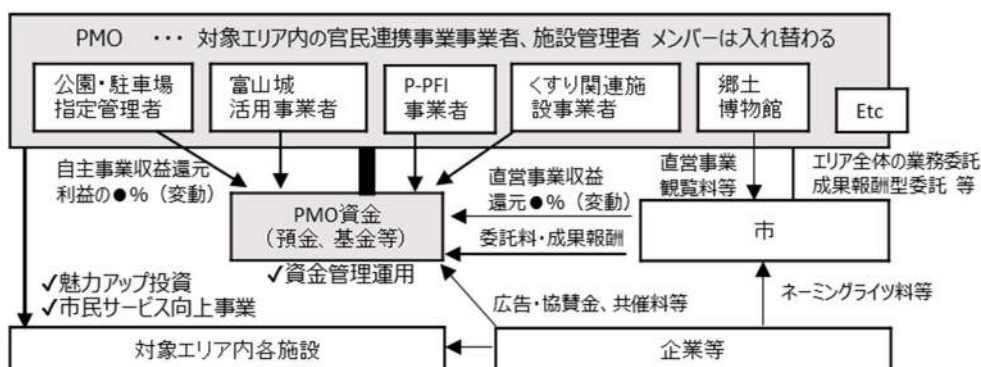 PMO ・・・ 対象エリア内の官民連携事業事業者、施設管理者 メンバーは入れ替わる
公園・駐車場
指定管理者
富山城
活用事業者
P-PFI
事業者
くすり関連施
設事業者
郷土
博物館
Etc
自主事業収益還元
利益の●％（変動）
直営事業収益
還元●％（変動）
直営事業
観覧料等
エリア全体の業務委託
成果報酬型委託 等
PMO資金
（預金、基金等）
委託料・成果報酬
市
✓資金管理運用
✓魅力アップ投資
✓市民サービス向上事業
広告・協賛金、共催料等
ネーミングライツ料等
対象エリア内各施設
企業等